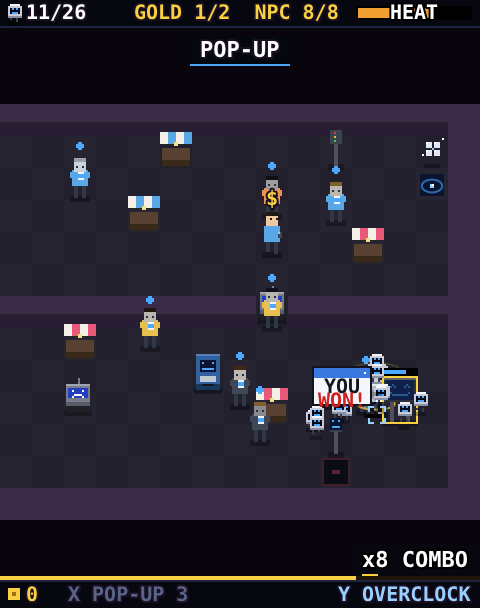 11/26 GOLD 1/2 NPC 8/8 HEAT
POP-UP
$
YOU
WON!
x8 COMBO
0 X POP-UP 3 Y OVERCLOCK